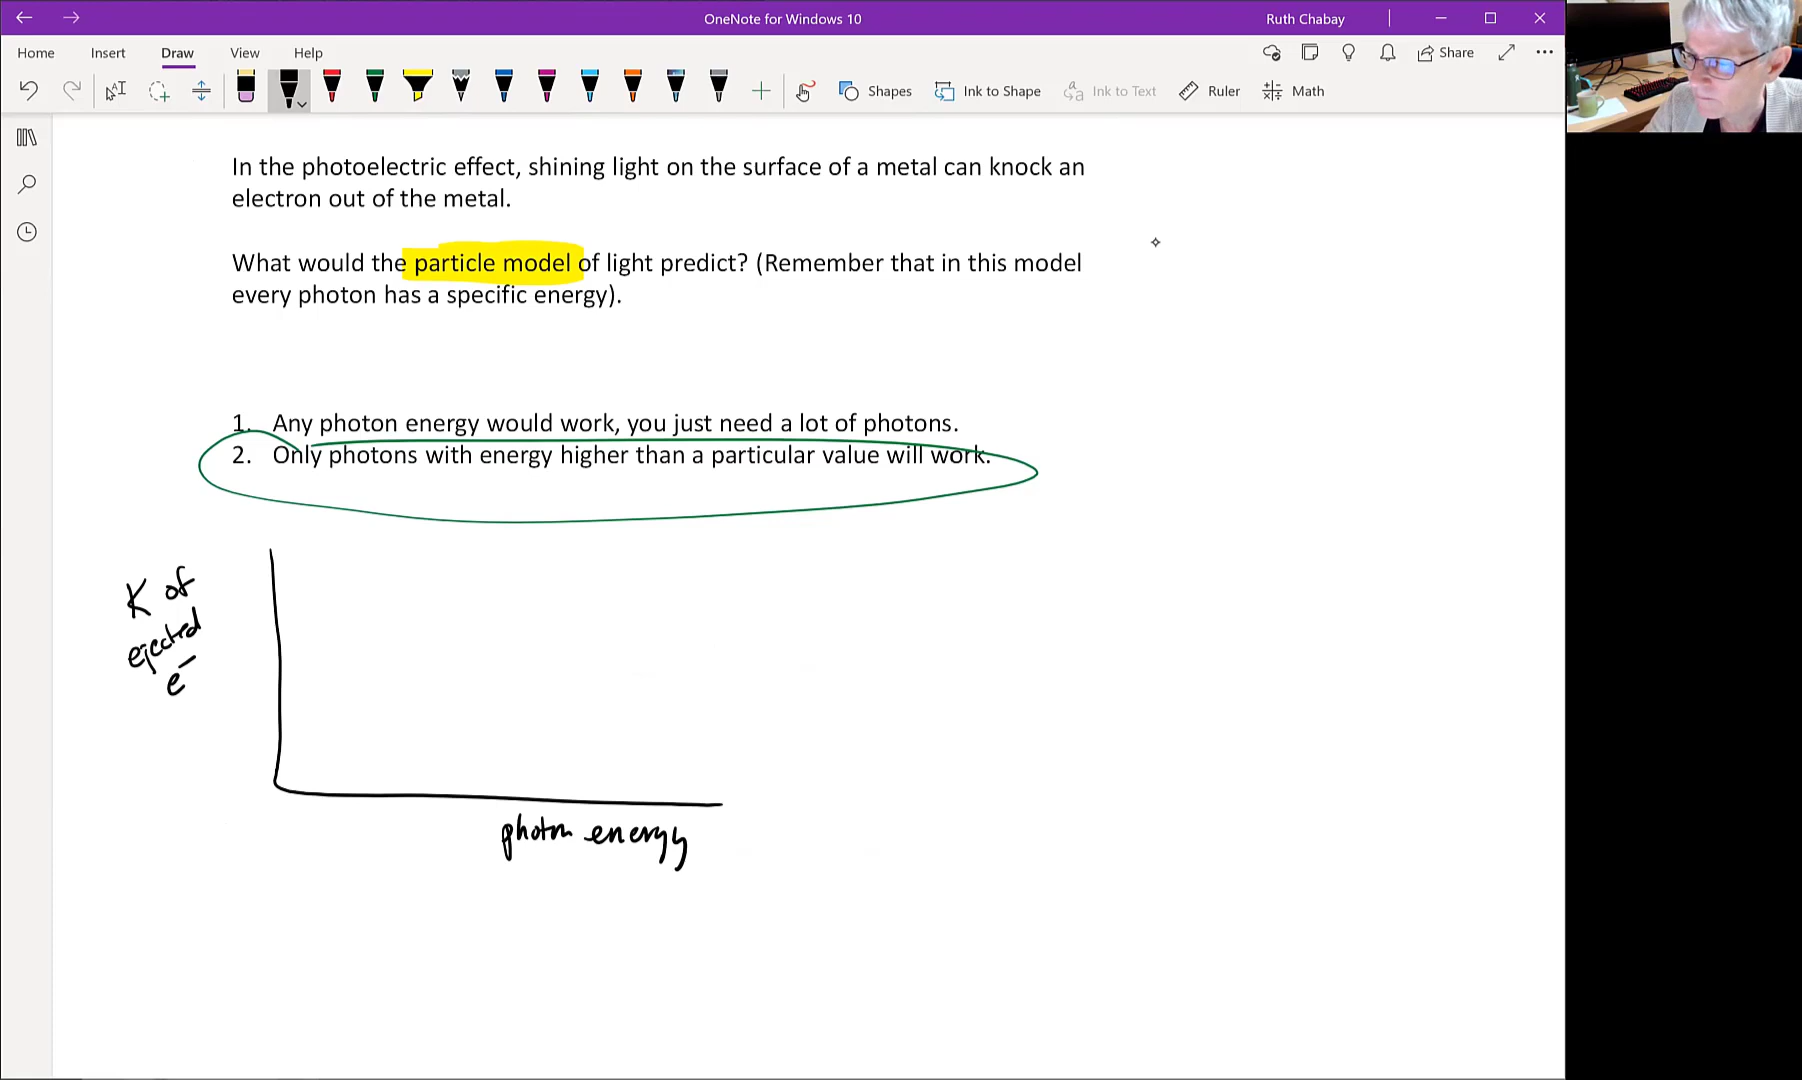 OneNote for Windows 10
Ruth Chabay
Home Insert Draw View Help
Share
Shapes Ink to Shape Ink to Text Ruler Math
In the photoelectric effect, shining light on the surface of a metal can knock an
electron out of the metal.
What would the particle model of light predict? (Remember that in this model
every photon has a specific energy).
1. Any photon energy would work, you just need a lot of photons.
2. Only photons with energy higher than a particular value will work.
K of
ejected
e⁻
photon energy